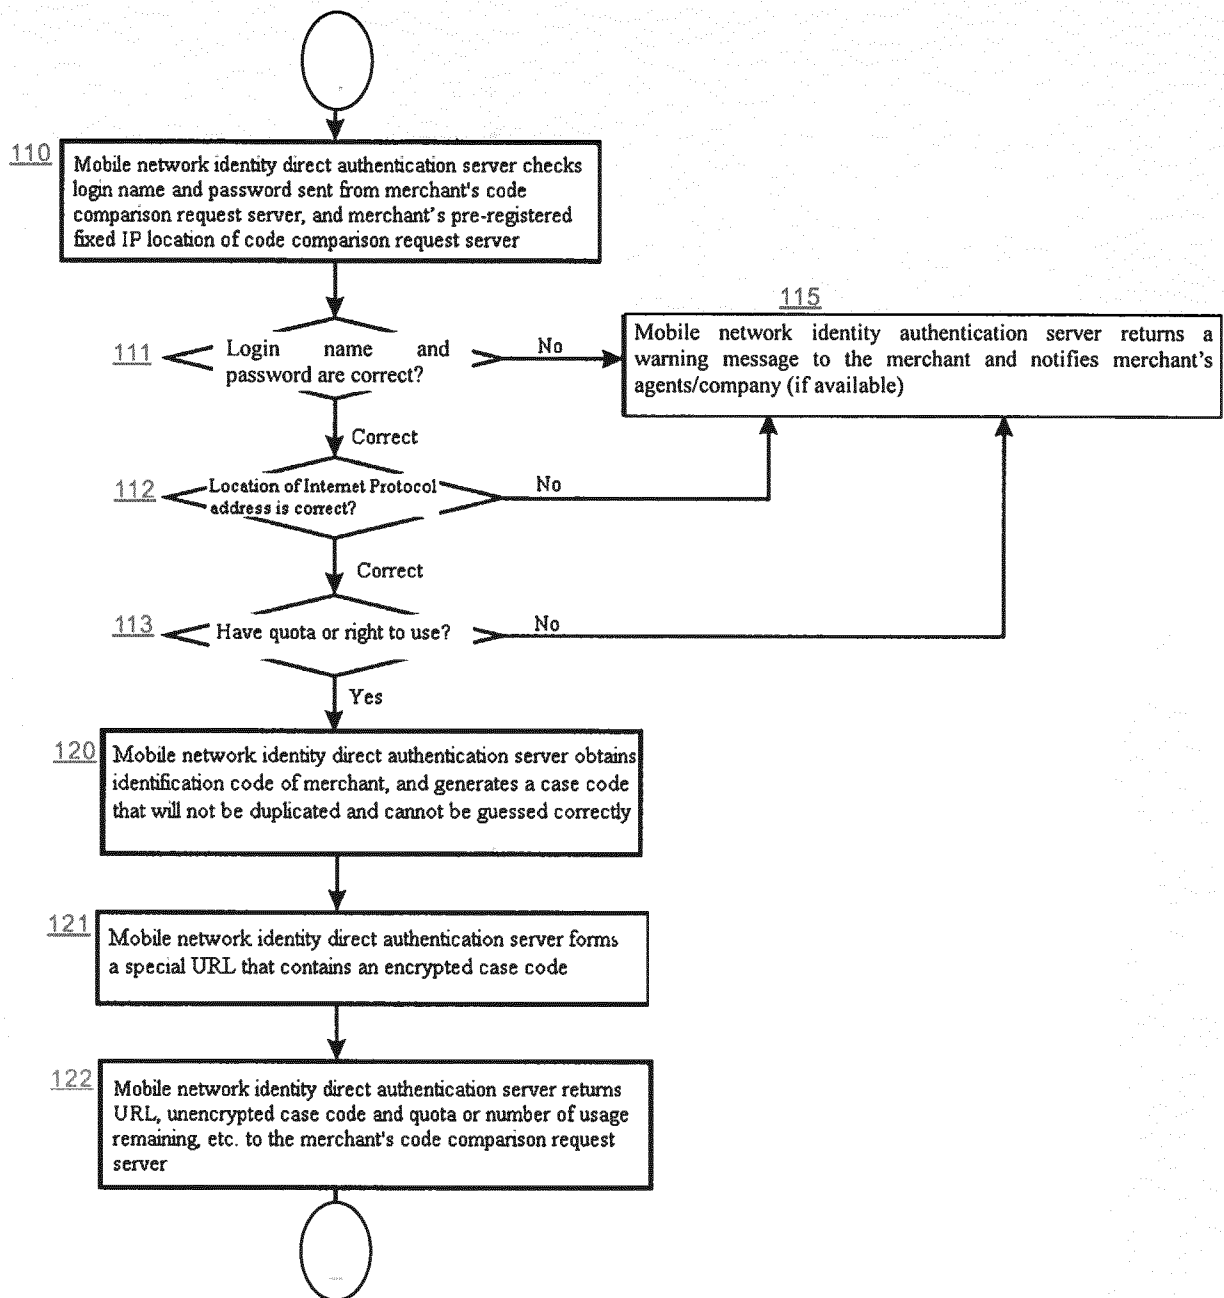 110
Mobile network identity direct authentication server checks
login name and password sent from merchant's code
comparison request server, and merchant's pre-registered
fixed IP location of code comparison request server
115
Mobile network identity authentication server returns a
warning message to the merchant and notifies merchant's
agents/company (if available)
111
Login name and
password are correct?
No
Correct
112
Location of Internet Protocol
address is correct?
No
Correct
113
Have quota or right to use?
No
Yes
120
Mobile network identity direct authentication server obtains
identification code of merchant, and generates a case code
that will not be duplicated and cannot be guessed correctly
121
Mobile network identity direct authentication server forms
a special URL that contains an encrypted case code
122
Mobile network identity direct authentication server returns
URL, unencrypted case code and quota or number of usage
remaining, etc. to the merchant's code comparison request
server